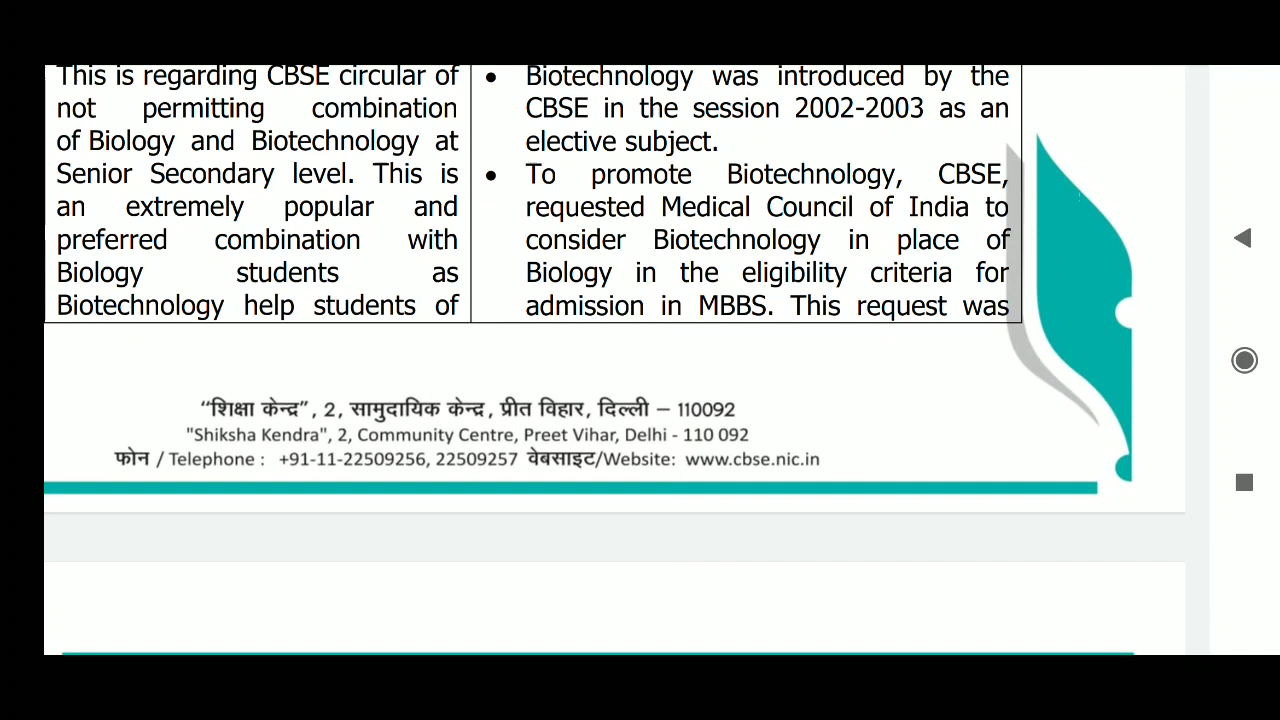 This is regarding CBSE circular of
not permitting combination
of Biology and Biotechnology at
Senior Secondary level. This is
an extremely popular and
preferred combination with
Biology students as
Biotechnology help students of
• Biotechnology was introduced by the
CBSE in the session 2002-2003 as an
elective subject.
• To promote Biotechnology, CBSE,
requested Medical Council of India to
consider Biotechnology in place of
Biology in the eligibility criteria for
admission in MBBS. This request was
“शिक्षा केन्द्र”, 2, सामुदायिक केन्द्र, प्रीत विहार, दिल्ली – 110092
"Shiksha Kendra", 2, Community Centre, Preet Vihar, Delhi - 110 092
फोन / Telephone : +91-11-22509256, 22509257 वेबसाइट/Website: www.cbse.nic.in